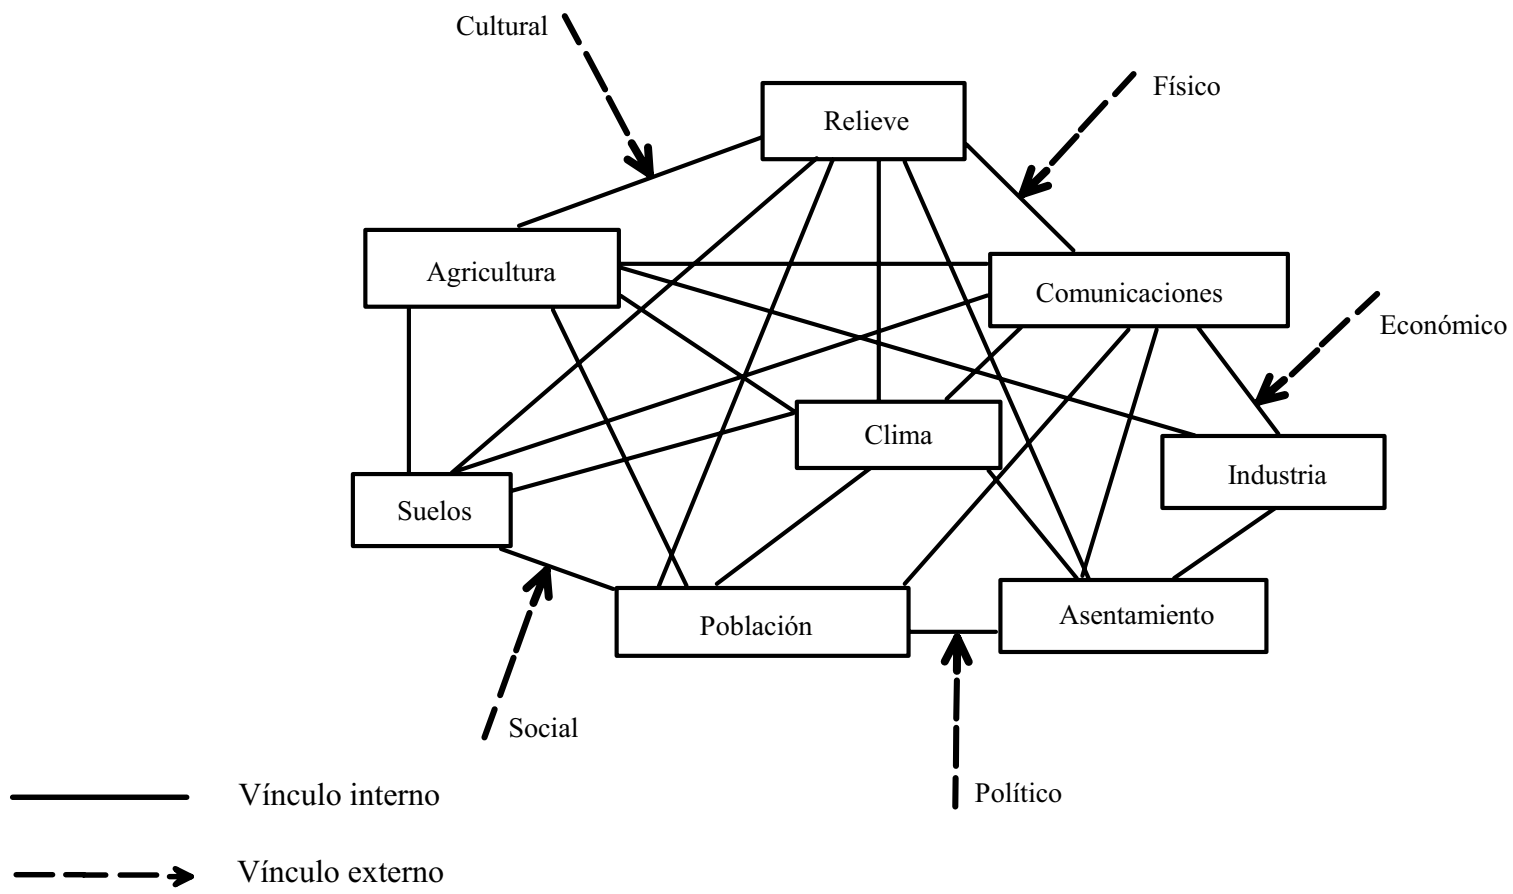 Cultural
Físico
Relieve
Agricultura
Comunicaciones
Económico
Clima
Industria
Suelos
Población
Asentamiento
Social
Político
Vínculo interno
Vínculo externo